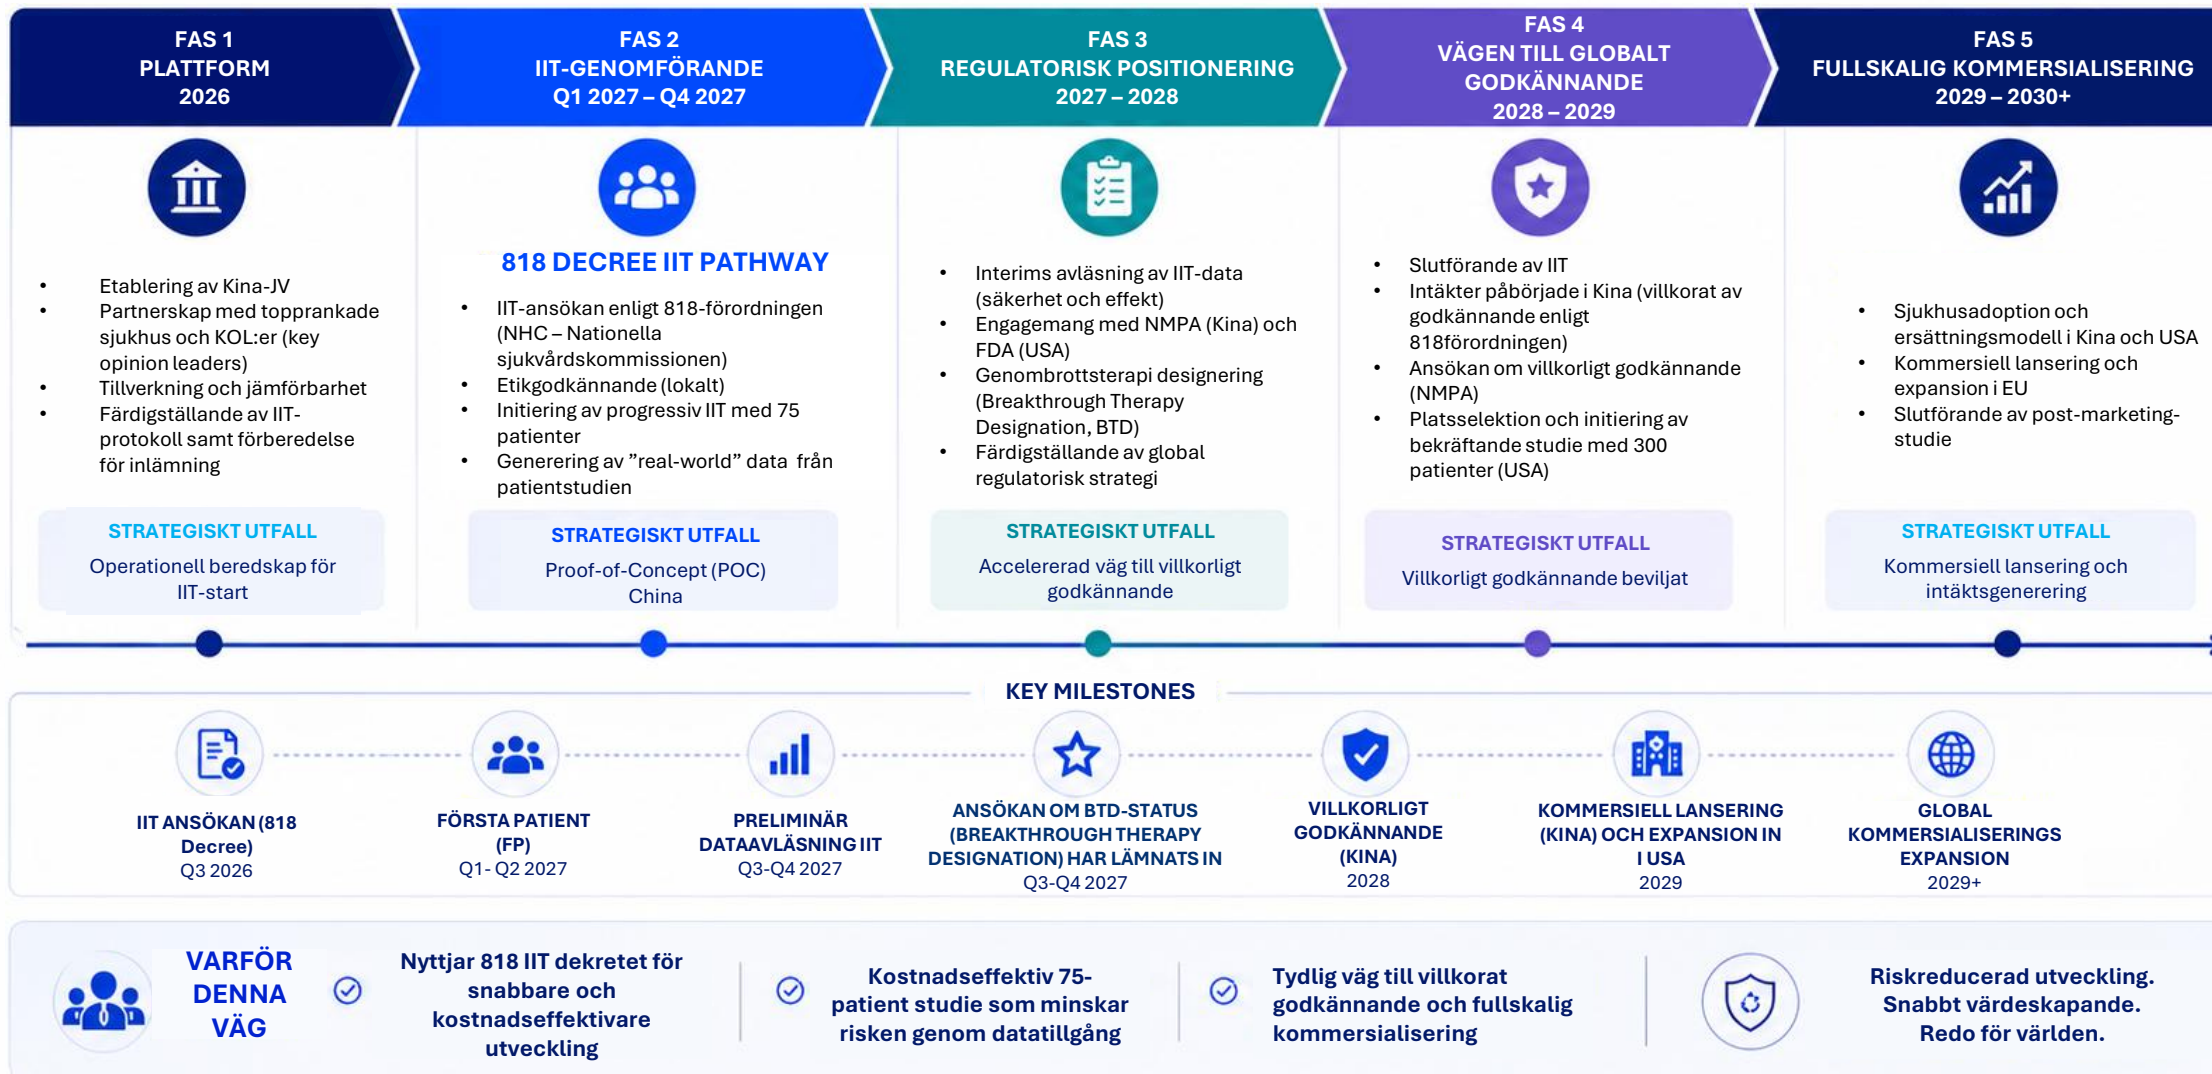 FAS 1
PLATTFORM
2026
FAS 2
IIT-GENOMFÖRANDE
Q1 2027 – Q4 2027
FAS 3
REGULATORISK POSITIONERING
2027 – 2028
FAS 4
VÄGEN TILL GLOBALT
GODKÄNNANDE
2028 – 2029
FAS 5
FULLSKALIG KOMMERSIALISERING
2029 – 2030+
• Etablering av Kina-JV
• Partnerskap med topprankade
sjukhus och KOL:er (key
opinion leaders)
• Tillverkning och jämförbarhet
• Färdigställande av IIT-
protokoll samt förberedelse
för inlämning
STRATEGISKT UTFALL
Operationell beredskap för
IIT-start
818 DECREE IIT PATHWAY
• IIT-ansökan enligt 818-förordningen
(NHC – Nationella
sjukvårdskommissionen)
• Etikgodkännande (lokalt)
• Initiering av progressiv IIT med 75
patienter
• Generering av ”real-world” data från
patientstudien
STRATEGISKT UTFALL
Proof-of-Concept (POC)
China
• Interims avläsning av IIT-data
(säkerhet och effekt)
• Engagemang med NMPA (Kina) och
FDA (USA)
• Genombrottsterapi designering
(Breakthrough Therapy
Designation, BTD)
• Färdigställande av global
regulatorisk strategi
STRATEGISKT UTFALL
Accelererad väg till villkorligt
godkännande
• Slutförande av IIT
• Intäkter påbörjade i Kina (villkorat av
godkännande enligt
818förordningen)
• Ansökan om villkorligt godkännande
(NMPA)
• Platsselektion och initiering av
bekräftande studie med 300
patienter (USA)
STRATEGISKT UTFALL
Villkorligt godkännande beviljat
• Sjukhusadoption och
ersättningsmodell i Kina och USA
• Kommersiell lansering och
expansion i EU
• Slutförande av post-marketing-
studie
STRATEGISKT UTFALL
Kommersiell lansering och
intäktsgenerering
KEY MILESTONES
IIT ANSÖKAN (818
Decree)
Q3 2026
FÖRSTA PATIENT
(FP)
Q1- Q2 2027
PRELIMINÄR
DATAAVLÄSNING IIT
Q3-Q4 2027
ANSÖKAN OM BTD-STATUS
(BREAKTHROUGH THERAPY
DESIGNATION) HAR LÄMNATS IN
Q3-Q4 2027
VILLKORLIGT
GODKÄNNANDE
(KINA)
2028
KOMMERSIELL LANSERING
(KINA) OCH EXPANSION IN
I USA
2029
GLOBAL
KOMMERSIALISERINGS
EXPANSION
2029+
VARFÖR
DENNA
VÄG
Nyttjar 818 IIT dekretet för
snabbare och
kostnadseffektivare
utveckling
Kostnadseffektiv 75-
patient studie som minskar
risken genom datatillgång
Tydlig väg till villkorat
godkännande och fullskalig
kommersialisering
Riskreducerad utveckling.
Snabbt värdeskapande.
Redo för världen.